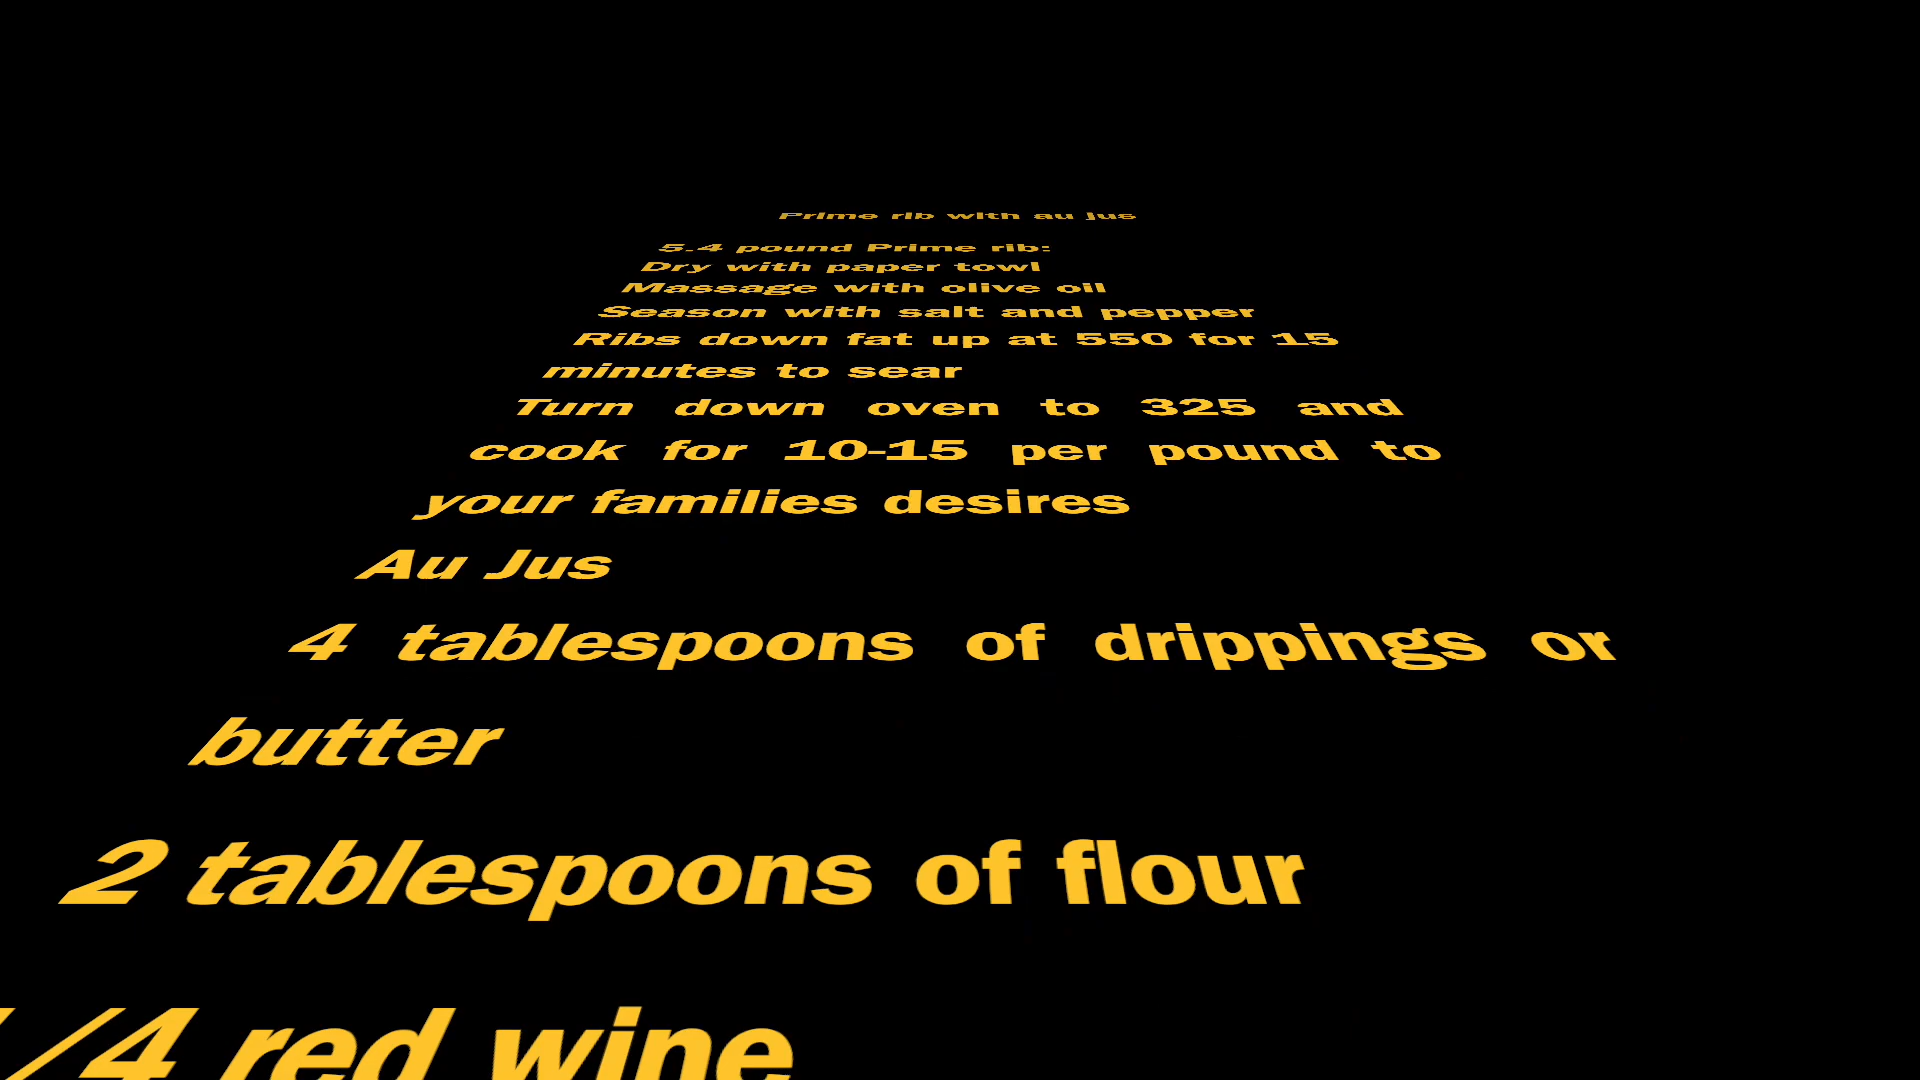 Prime rib with au jus
5.4 pound Prime rib:
Dry with paper towl
Massage with olive oil
Season with salt and pepper
Ribs down fat up at 550 for 15
minutes to sear
Turn down oven to 325 and
cook for 10-15 per pound to
your families desires
Au Jus
4 tablespoons of drippings or
butter
2 tablespoons of flour
/4 red wine